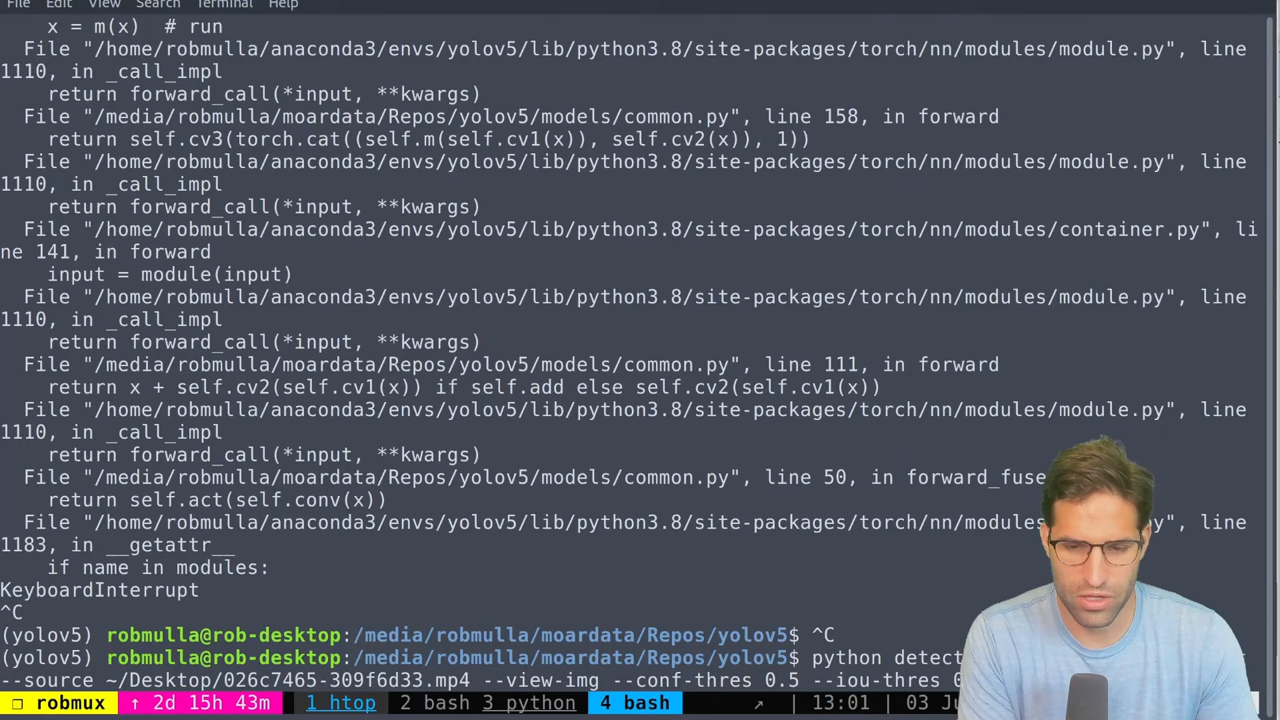 File Edit View Search Terminal Help
x = m(x)  # run
File "/home/robmulla/anaconda3/envs/yolov5/lib/python3.8/site-packages/torch/nn/modules/module.py", line
1110, in _call_impl
return forward_call(*input, **kwargs)
File "/media/robmulla/moardata/Repos/yolov5/models/common.py", line 158, in forward
return self.cv3(torch.cat((self.m(self.cv1(x)), self.cv2(x)), 1))
File "/home/robmulla/anaconda3/envs/yolov5/lib/python3.8/site-packages/torch/nn/modules/module.py", line
1110, in _call_impl
return forward_call(*input, **kwargs)
File "/home/robmulla/anaconda3/envs/yolov5/lib/python3.8/site-packages/torch/nn/modules/container.py", li
ne 141, in forward
input = module(input)
File "/home/robmulla/anaconda3/envs/yolov5/lib/python3.8/site-packages/torch/nn/modules/module.py", line
1110, in _call_impl
return forward_call(*input, **kwargs)
File "/media/robmulla/moardata/Repos/yolov5/models/common.py", line 111, in forward
return x + self.cv2(self.cv1(x)) if self.add else self.cv2(self.cv1(x))
File "/home/robmulla/anaconda3/envs/yolov5/lib/python3.8/site-packages/torch/nn/modules/module.py", line
1110, in _call_impl
return forward_call(*input, **kwargs)
File "/media/robmulla/moardata/Repos/yolov5/models/common.py", line 50, in forward_fuse
return self.act(self.conv(x))
File "/home/robmulla/anaconda3/envs/yolov5/lib/python3.8/site-packages/torch/nn/modules/ py", line
1183, in __getattr__
if name in modules:
KeyboardInterrupt
^C
(yolov5) robmulla@rob-desktop:/media/robmulla/moardata/Repos/yolov5$ ^C
(yolov5) robmulla@rob-desktop:/media/robmulla/moardata/Repos/yolov5$ python detect
--source ~/Desktop/026c7465-309f6d33.mp4 --view-img --conf-thres 0.5 --iou-thres
❐ robmux ↑ 2d 15h 43m 1 htop 2 bash 3 python 4 bash ↗ | 13:01 | 03 Ju